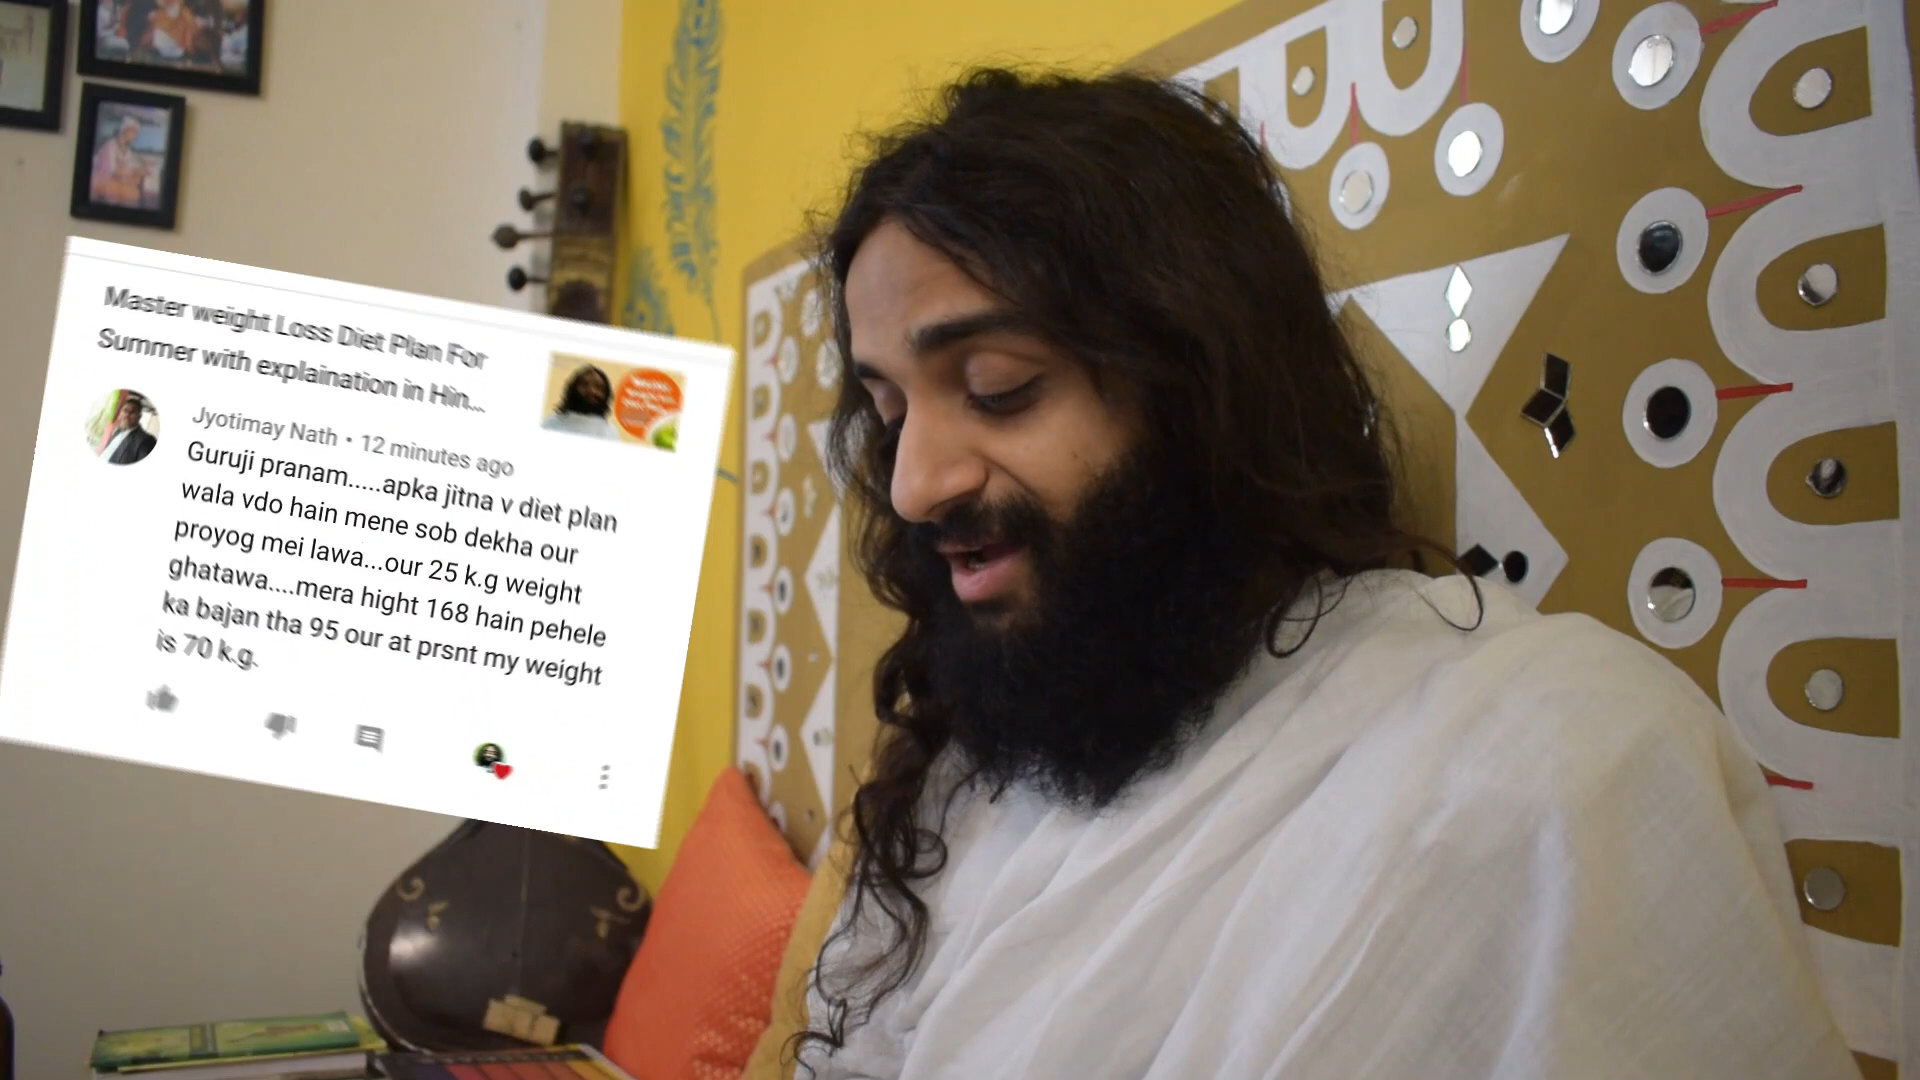 Master weight Loss Diet Plan For
Summer with explaination in Hin...
Jyotimay Nath • 12 minutes ago
Guruji pranam.....apka jitna v diet plan
wala vdo hain mene sob dekha our
proyog mei lawa...our 25 k.g weight
ghatawa....mera hight 168 hain pehele
ka bajan tha 95 our at prsnt my weight
is 70 k.g.